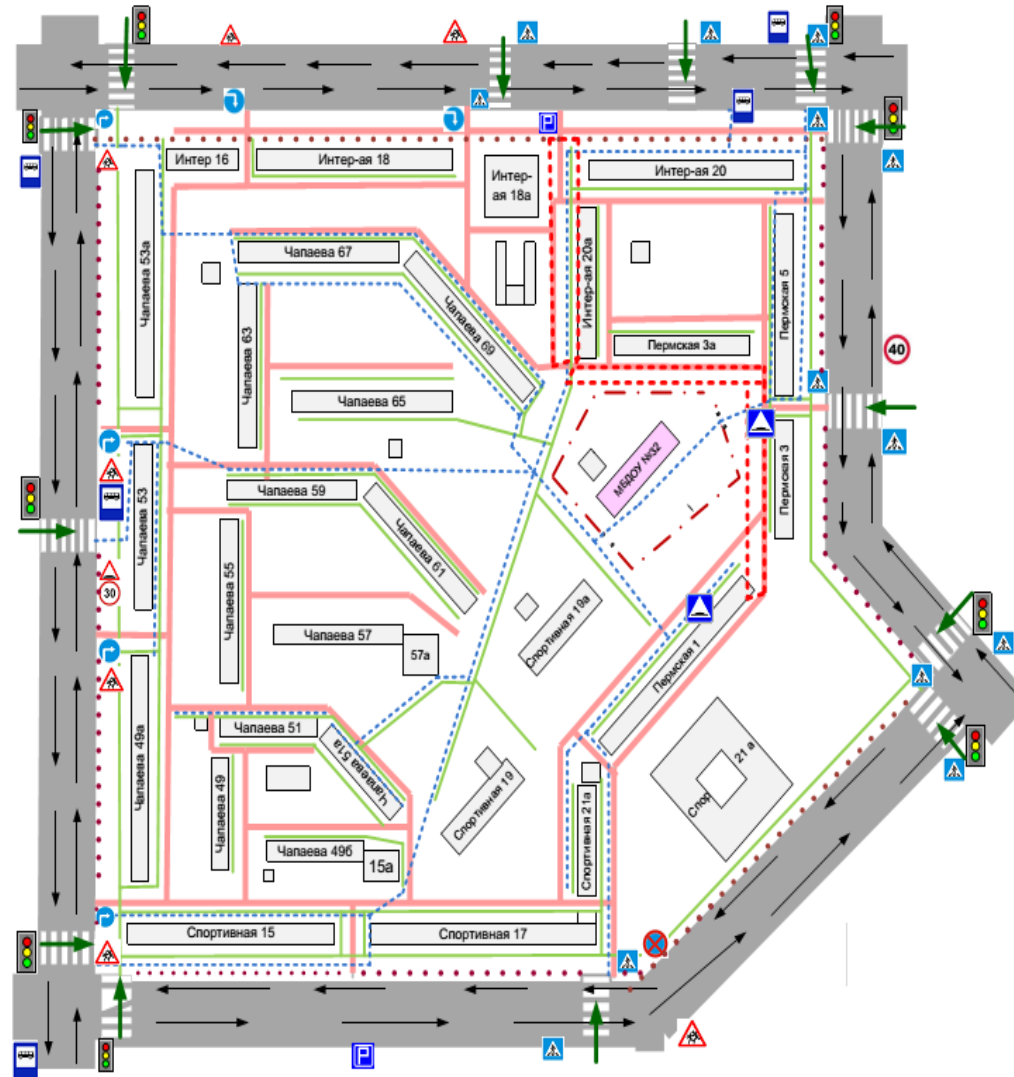 P
Интер 16
Интер-ая 18
Интер-
ая 18а
Интер-ая 20
Чапаева 53а
Чапаева 67
Чапаева 69
Интер-ая 20а
Пермская 5
Чапаева 63
Пермская 3а
40
Чапаева 65
МБДОУ №32
Пермская 3
Чапаева 53
Чапаева 59
Чапаева 61
30
Чапаева 55
Чапаева 57
57а
Спортивная 19а
Пермская 1
Чапаева 49а
Чапаева 51
Чапаева 51а
Спор
21 а
Чапаева 49
Спортивная 19
Спортивная 21а
Чапаева 49б
15а
Спортивная 15
Спортивная 17
P